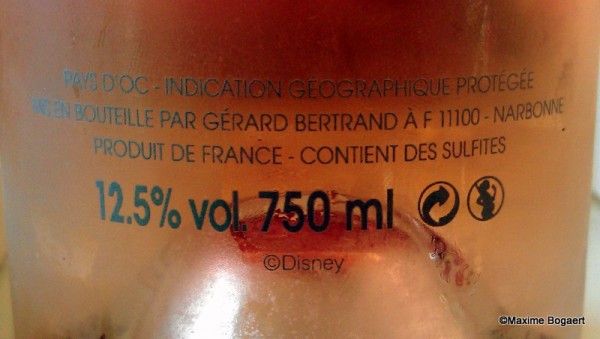 PAYS D'OC - INDICATION GÉOGRAPHIQUE PROTÉGÉE
MIS EN BOUTEILLE PAR GÉRARD BERTRAND À F 11100 - NARBONNE
PRODUIT DE FRANCE - CONTIENT DES SULFITES
12.5% vol. 750 ml
©Disney
©Maxime Bogaert